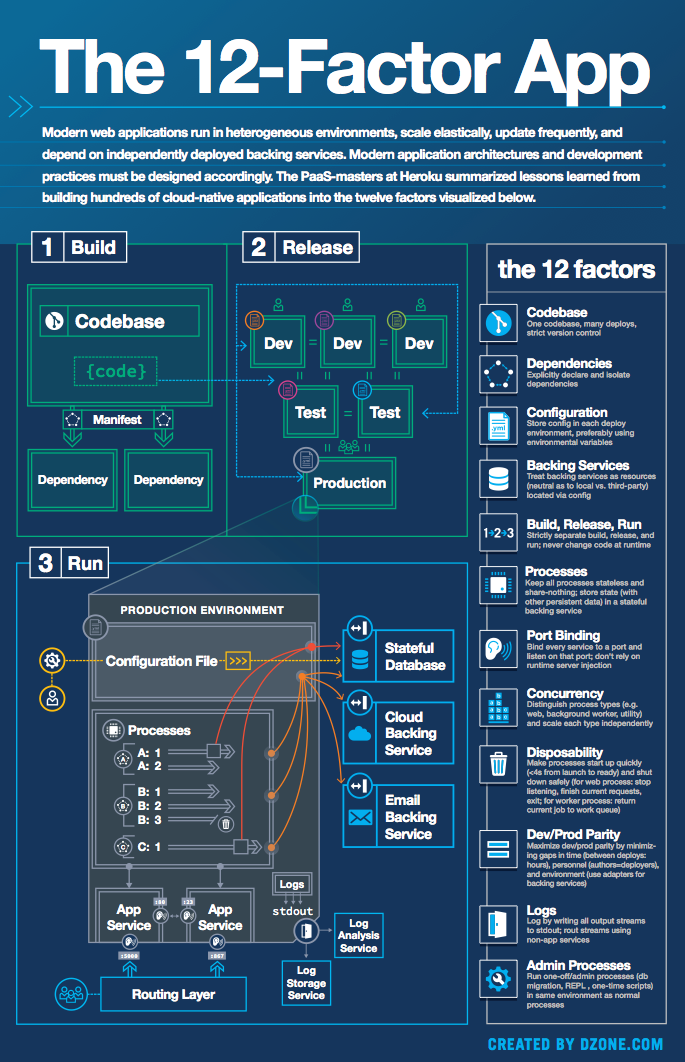 The 12-Factor App
Modern web applications run in heterogeneous environments, scale elastically, update frequently, and
depend on independently deployed backing services. Modern application architectures and development
practices must be designed accordingly. The PaaS-masters at Heroku summarized lessons learned from
building hundreds of cloud-native applications into the twelve factors visualized below.
1 Build
Codebase
{code}
Manifest
Dependency
Dependency
2 Release
Dev = Dev = Dev
Test = Test
Production
3 Run
PRODUCTION ENVIRONMENT
Configuration File >>>
Processes
A: 1
A: 2
B: 1
B: 2
B: 3
C: 1
A
B
C
Stateful
Database
Cloud
Backing
Service
Email
Backing
Service
Logs
stdout
App
Service
:80
:23
App
Service
:5000
:867
Routing Layer
Log
Analysis
Service
Log
Storage
Service
the 12 factors
Codebase
One codebase, many deploys,
strict version control
Dependencies
Explicitly declare and isolate
dependencies
.yml
Configuration
Store config in each deploy
environment, preferably using
environmental variables
Backing Services
Treat backing services as resources
(neutral as to local vs. third-party)
located via config
1→2→3
Build, Release, Run
Strictly separate build, release, and
run; never change code at runtime
Processes
Keep all processes stateless and
share-nothing; store state (with
other persistent data) in a stateful
backing service
Port Binding
Bind every service to a port and
listen on that port; don't rely on
runtime server injection
Concurrency
Distinguish process types (e.g.
web, background worker, utility)
and scale each type independently
Disposability
Make processes start up quickly
(<4s from launch to ready) and shut
down safely (for web process: stop
listening, finish current requests,
exit; for worker process: return
current job to work queue)
Dev/Prod Parity
Maximize dev/prod parity by minimiz-
ing gaps in time (between deploys:
hours), personnel (authors=deployers),
and environment (use adapters for
backing services)
Logs
Log by writing all output streams
to stdout; rout streams using
non-app services
Admin Processes
Run one-off/admin processes (db
migration, REPL , one-time scripts)
in same environment as normal
processes
CREATED BY DZONE.COM